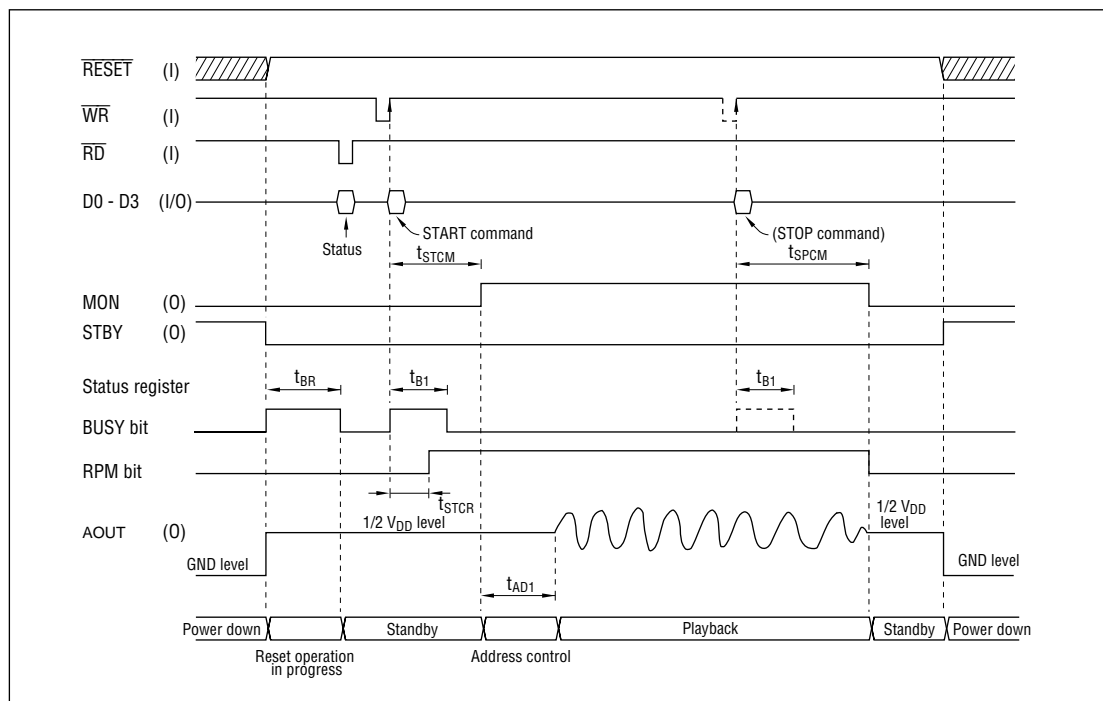 RESET (I)
WR (I)
RD (I)
D0 - D3 (I/O)
Status
START command
(STOP command)
tSTCM
tSPCM
MON (O)
STBY (O)
Status register
tBR
tB1
tB1
BUSY bit
RPM bit
tSTCR
1/2 VDD level
1/2 VDD
level
AOUT (O)
GND level
GND level
tAD1
Power down
Standby
Playback
Standby
Power down
Reset operation
in progress
Address control